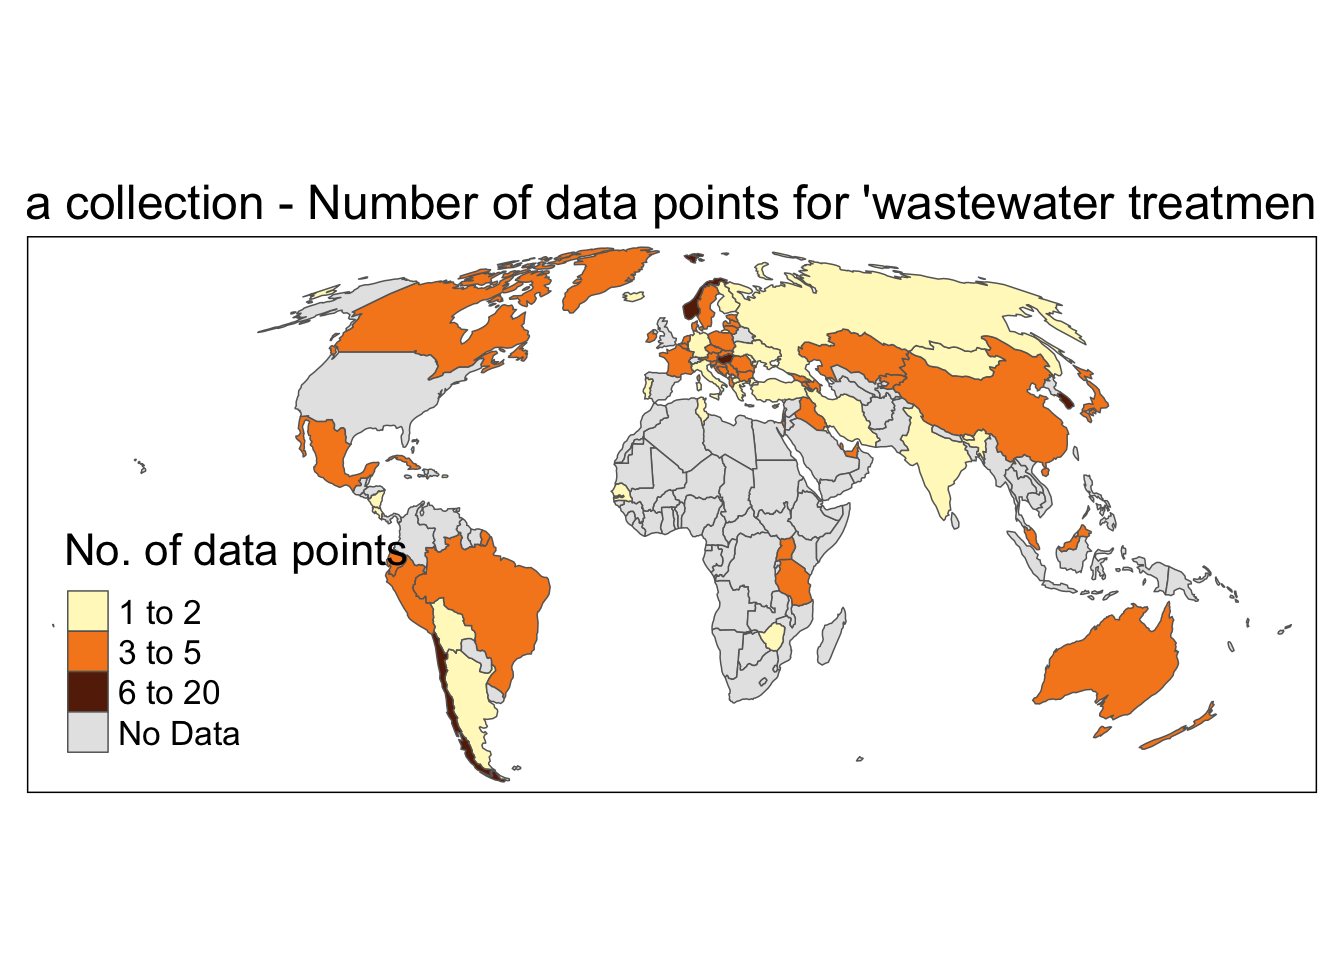 a collection - Number of data points for 'wastewater treatmen
No. of data points
1 to 2
3 to 5
6 to 20
No Data